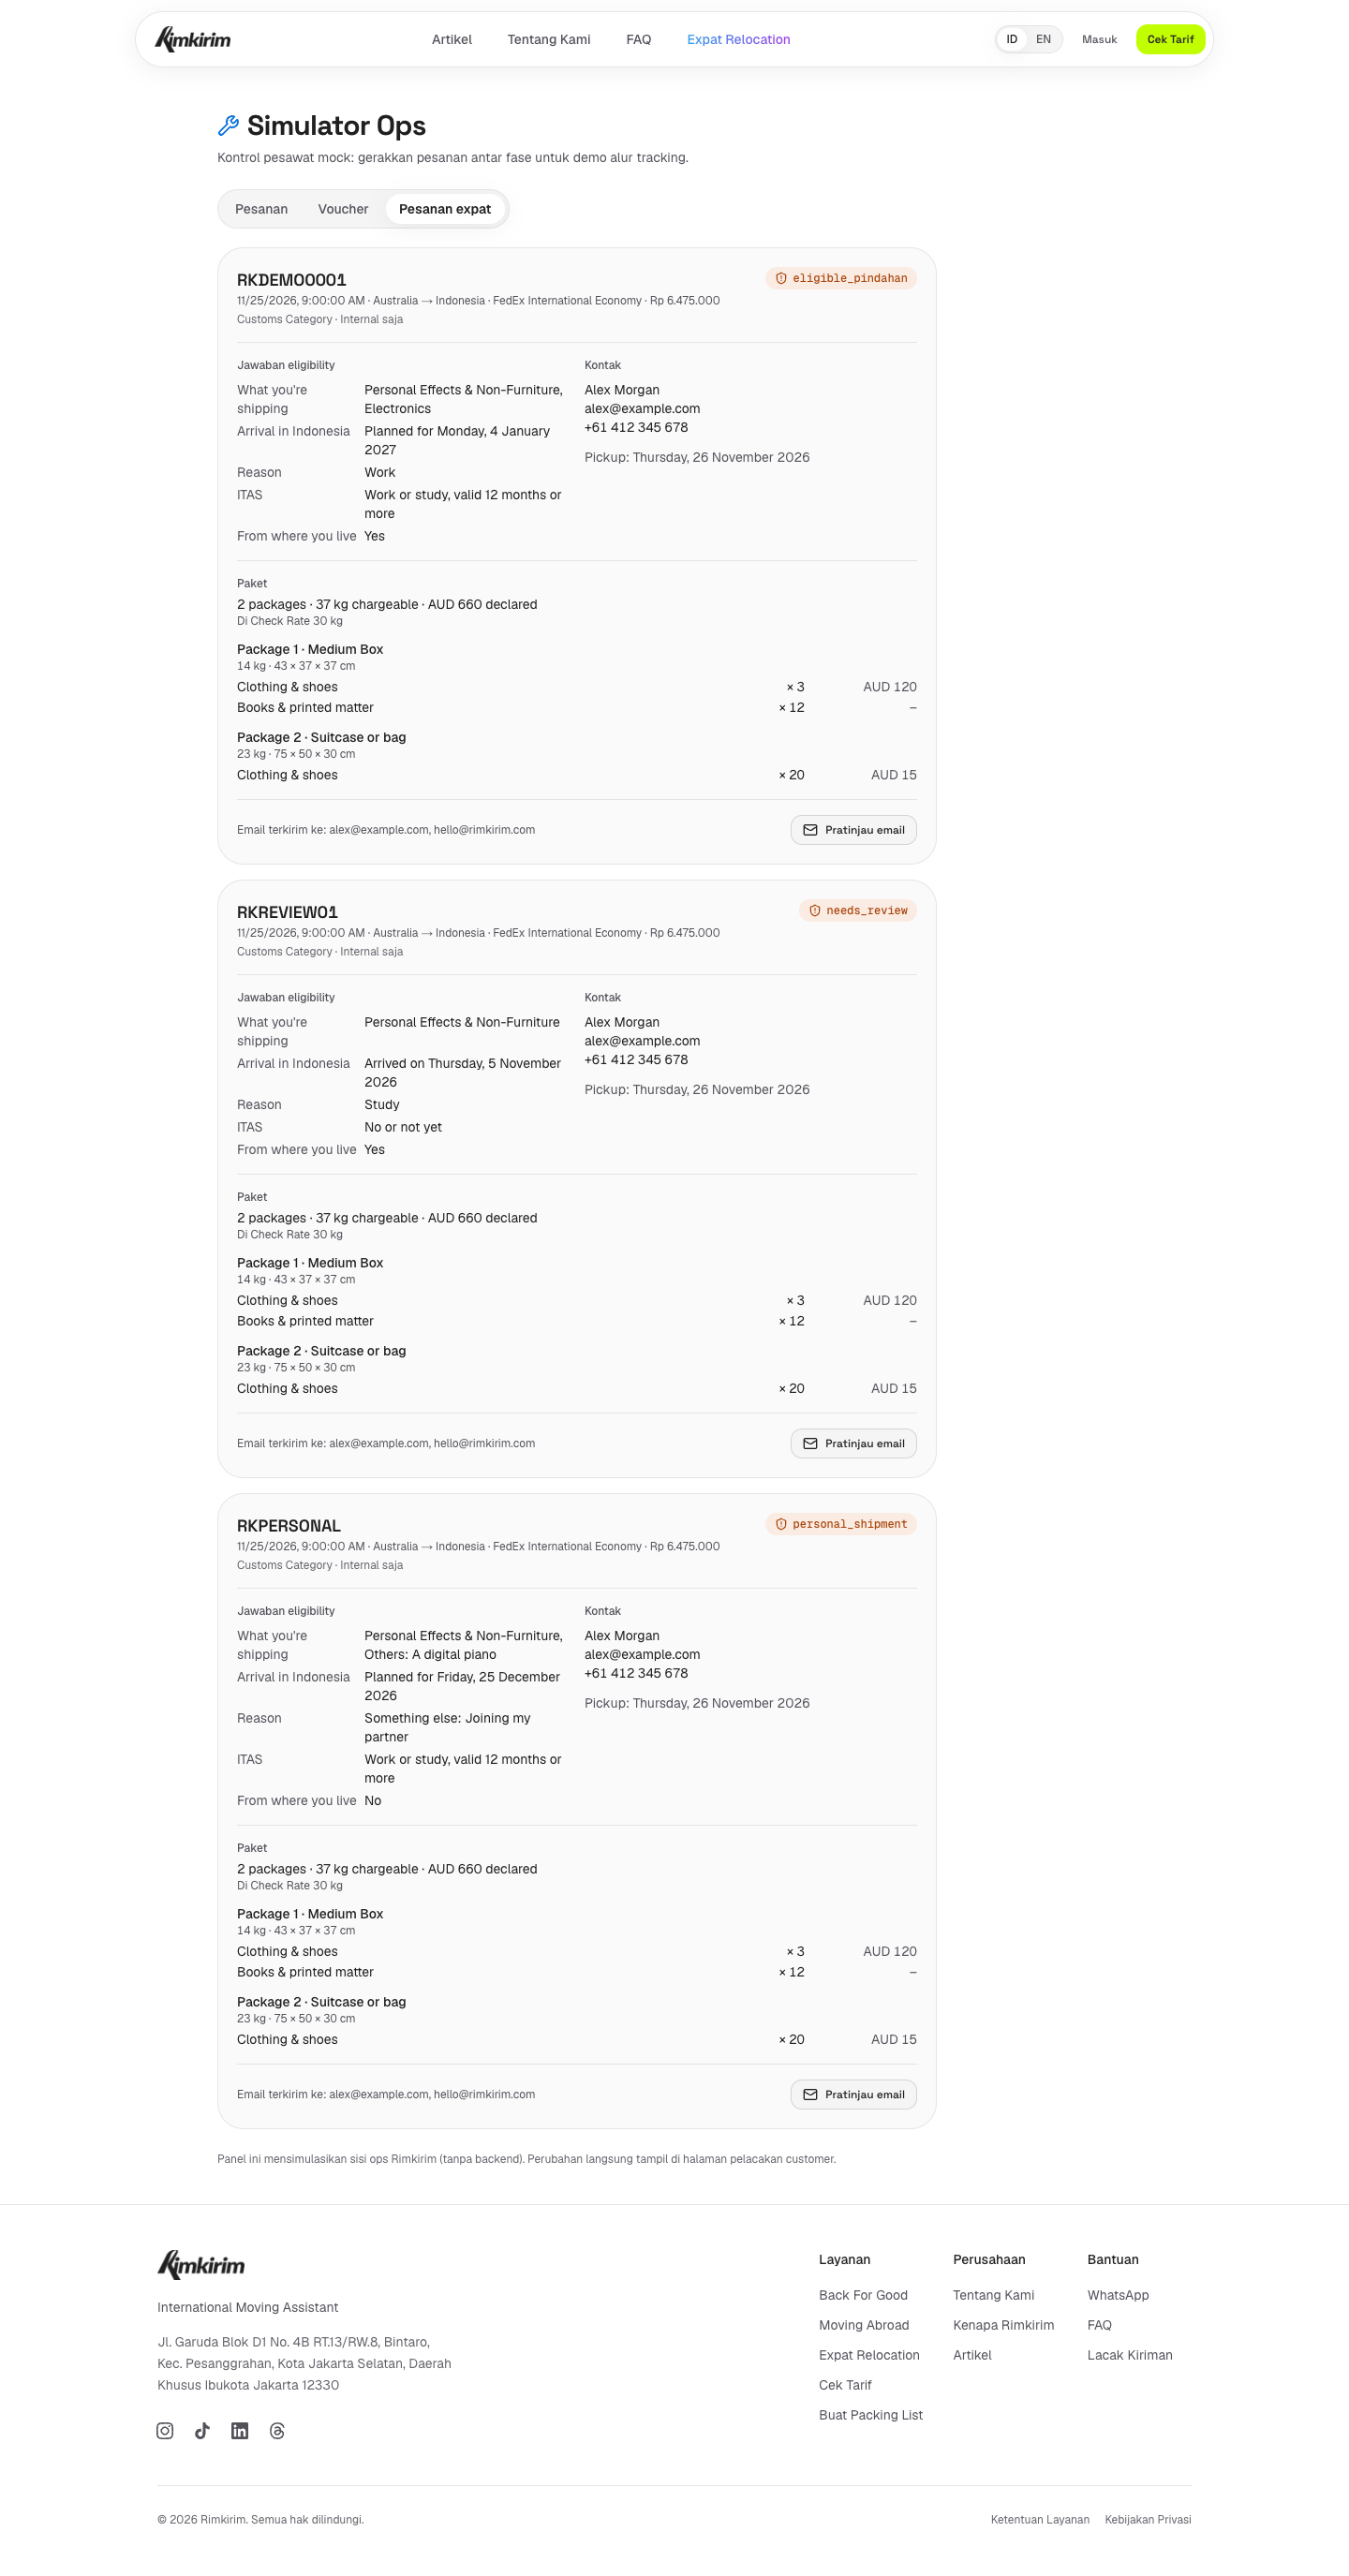 Rimkirim
Artikel
Tentang Kami
FAQ
Expat Relocation
ID
EN
Masuk
Cek Tarif
Simulator Ops
Kontrol pesawat mock: gerakkan pesanan antar fase untuk demo alur tracking.
Pesanan
Voucher
Pesanan expat
RKDEMO0001
eligible_pindahan
11/25/2026, 9:00:00 AM · Australia → Indonesia · FedEx International Economy · Rp 6.475.000
Customs Category · Internal saja
Jawaban eligibility
What you're shipping
Personal Effects & Non-Furniture, Electronics
Arrival in Indonesia
Planned for Monday, 4 January 2027
Reason
Work
ITAS
Work or study, valid 12 months or more
From where you live
Yes
Kontak
Alex Morgan
alex@example.com
+61 412 345 678
Pickup: Thursday, 26 November 2026
Paket
2 packages · 37 kg chargeable · AUD 660 declared
Di Check Rate 30 kg
Package 1 · Medium Box
14 kg · 43 × 37 × 37 cm
Clothing & shoes × 3 AUD 120
Books & printed matter × 12 –
Package 2 · Suitcase or bag
23 kg · 75 × 50 × 30 cm
Clothing & shoes × 20 AUD 15
Email terkirim ke: alex@example.com, hello@rimkirim.com
Pratinjau email
RKREVIEW01
needs_review
11/25/2026, 9:00:00 AM · Australia → Indonesia · FedEx International Economy · Rp 6.475.000
Customs Category · Internal saja
Jawaban eligibility
What you're shipping
Personal Effects & Non-Furniture
Arrival in Indonesia
Arrived on Thursday, 5 November 2026
Reason
Study
ITAS
No or not yet
From where you live
Yes
Kontak
Alex Morgan
alex@example.com
+61 412 345 678
Pickup: Thursday, 26 November 2026
Paket
2 packages · 37 kg chargeable · AUD 660 declared
Di Check Rate 30 kg
Package 1 · Medium Box
14 kg · 43 × 37 × 37 cm
Clothing & shoes × 3 AUD 120
Books & printed matter × 12 –
Package 2 · Suitcase or bag
23 kg · 75 × 50 × 30 cm
Clothing & shoes × 20 AUD 15
Email terkirim ke: alex@example.com, hello@rimkirim.com
Pratinjau email
RKPERSONAL
personal_shipment
11/25/2026, 9:00:00 AM · Australia → Indonesia · FedEx International Economy · Rp 6.475.000
Customs Category · Internal saja
Jawaban eligibility
What you're shipping
Personal Effects & Non-Furniture, Others: A digital piano
Arrival in Indonesia
Planned for Friday, 25 December 2026
Reason
Something else: Joining my partner
ITAS
Work or study, valid 12 months or more
From where you live
No
Kontak
Alex Morgan
alex@example.com
+61 412 345 678
Pickup: Thursday, 26 November 2026
Paket
2 packages · 37 kg chargeable · AUD 660 declared
Di Check Rate 30 kg
Package 1 · Medium Box
14 kg · 43 × 37 × 37 cm
Clothing & shoes × 3 AUD 120
Books & printed matter × 12 –
Package 2 · Suitcase or bag
23 kg · 75 × 50 × 30 cm
Clothing & shoes × 20 AUD 15
Email terkirim ke: alex@example.com, hello@rimkirim.com
Pratinjau email
Panel ini mensimulasikan sisi ops Rimkirim (tanpa backend). Perubahan langsung tampil di halaman pelacakan customer.
Rimkirim
International Moving Assistant
Jl. Garuda Blok D1 No. 4B RT.13/RW.8, Bintaro,
Kec. Pesanggrahan, Kota Jakarta Selatan, Daerah
Khusus Ibukota Jakarta 12330
Layanan
Back For Good
Moving Abroad
Expat Relocation
Cek Tarif
Buat Packing List
Perusahaan
Tentang Kami
Kenapa Rimkirim
Artikel
Bantuan
WhatsApp
FAQ
Lacak Kiriman
© 2026 Rimkirim. Semua hak dilindungi.
Ketentuan Layanan
Kebijakan Privasi